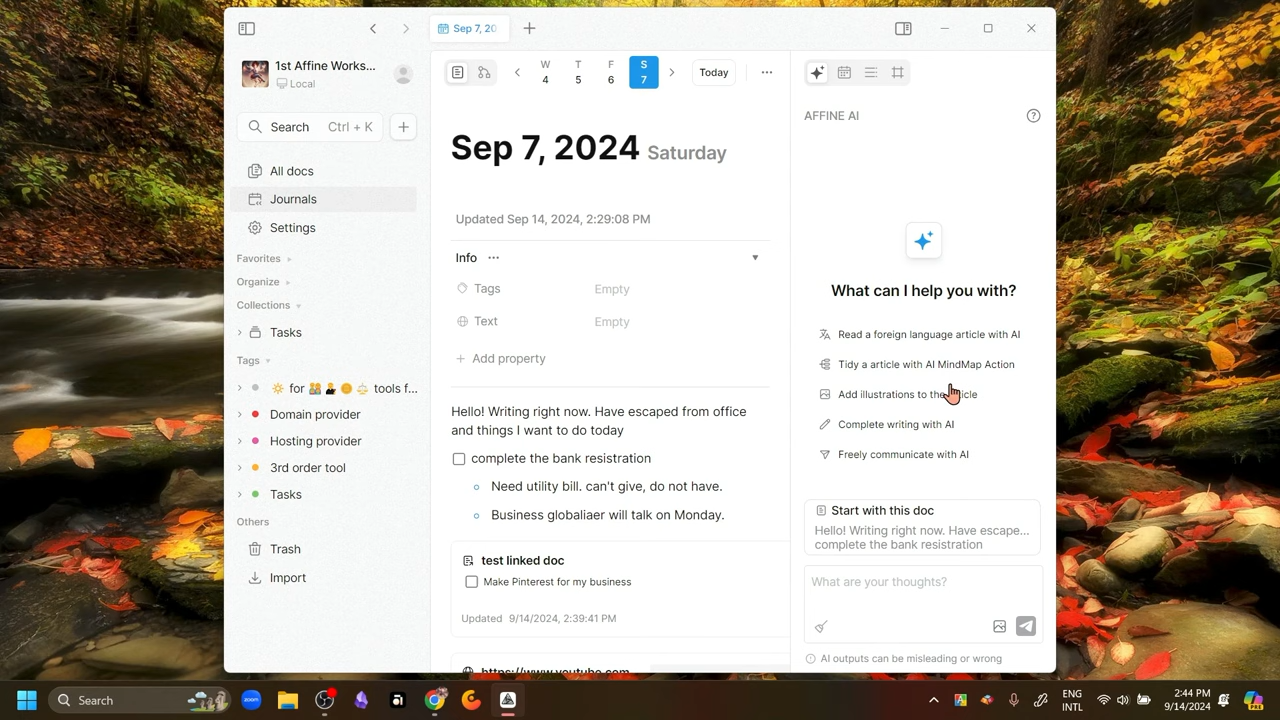 Sep 7, 20
1st Affine Works...
Local
Search Ctrl + K
All docs
Journals
Settings
Favorites
Organize
Collections
Tasks
Tags
for tools f...
Domain provider
Hosting provider
3rd order tool
Tasks
Others
Trash
Import
W
4
T
5
F
6
S
7
Today
Sep 7, 2024 Saturday
Updated Sep 14, 2024, 2:29:08 PM
Info
Tags Empty
Text Empty
Add property
Hello! Writing right now. Have escaped from office
and things I want to do today
complete the bank resistration
Need utility bill. can't give, do not have.
Business globaliaer will talk on Monday.
test linked doc
Make Pinterest for my business
Updated 9/14/2024, 2:39:41 PM
https://www.youtube.com
AFFINE AI
What can I help you with?
Read a foreign language article with AI
Tidy a article with AI MindMap Action
Add illustrations to the article
Complete writing with AI
Freely communicate with AI
Start with this doc
Hello! Writing right now. Have escape...
complete the bank resistration
What are your thoughts?
AI outputs can be misleading or wrong
Search
zoom
ENG
INTL
2:44 PM
9/14/2024
PRE